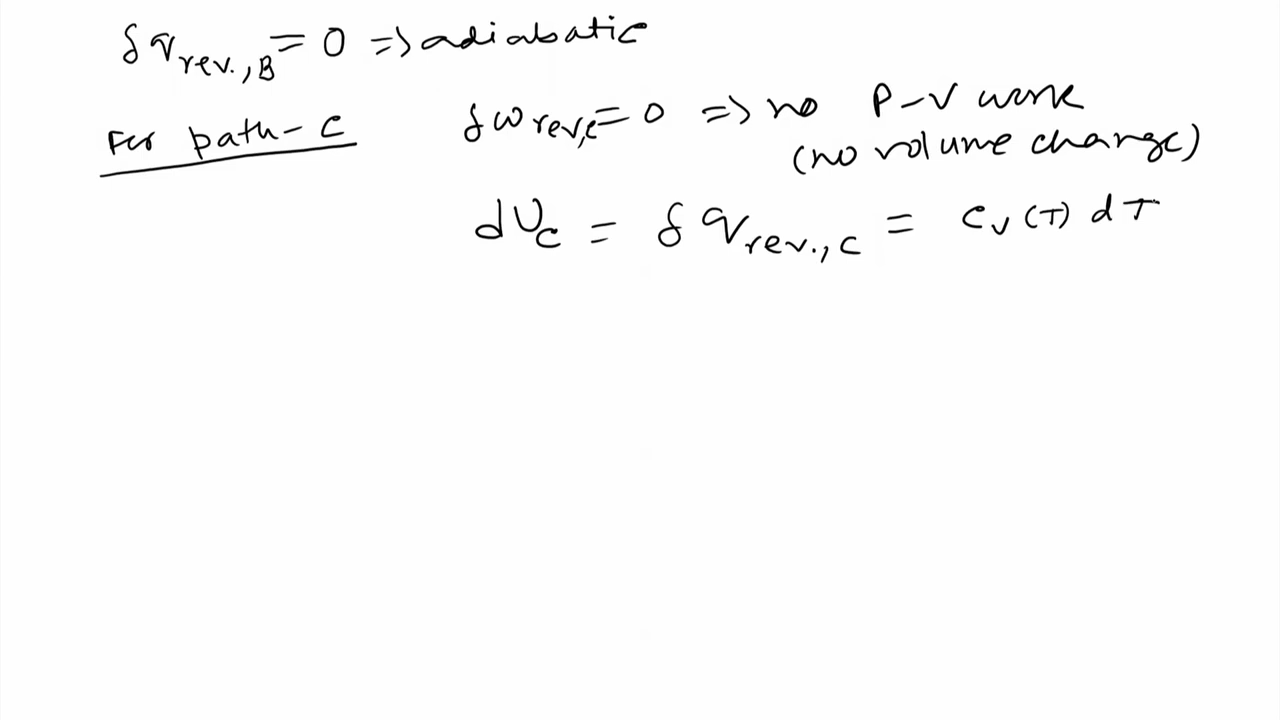 δq_rev.,B = 0 => adiabatic
For path-C δw_rev,c = 0 => no P-V work
(no volume change)
dU_C = δq_rev.,C = C_V(T) dT